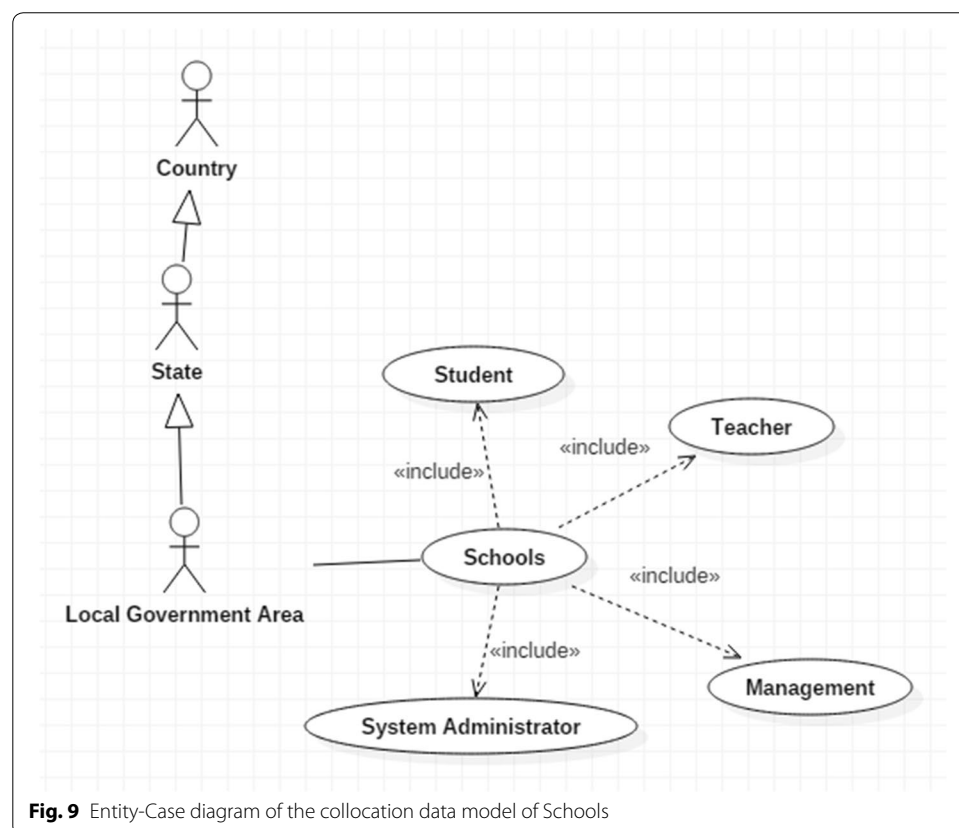 Country
State
Student
Teacher
«include»
«include»
Schools
«include»
Local Government Area
«include»
Management
System Administrator
Fig. 9 Entity-Case diagram of the collocation data model of Schools